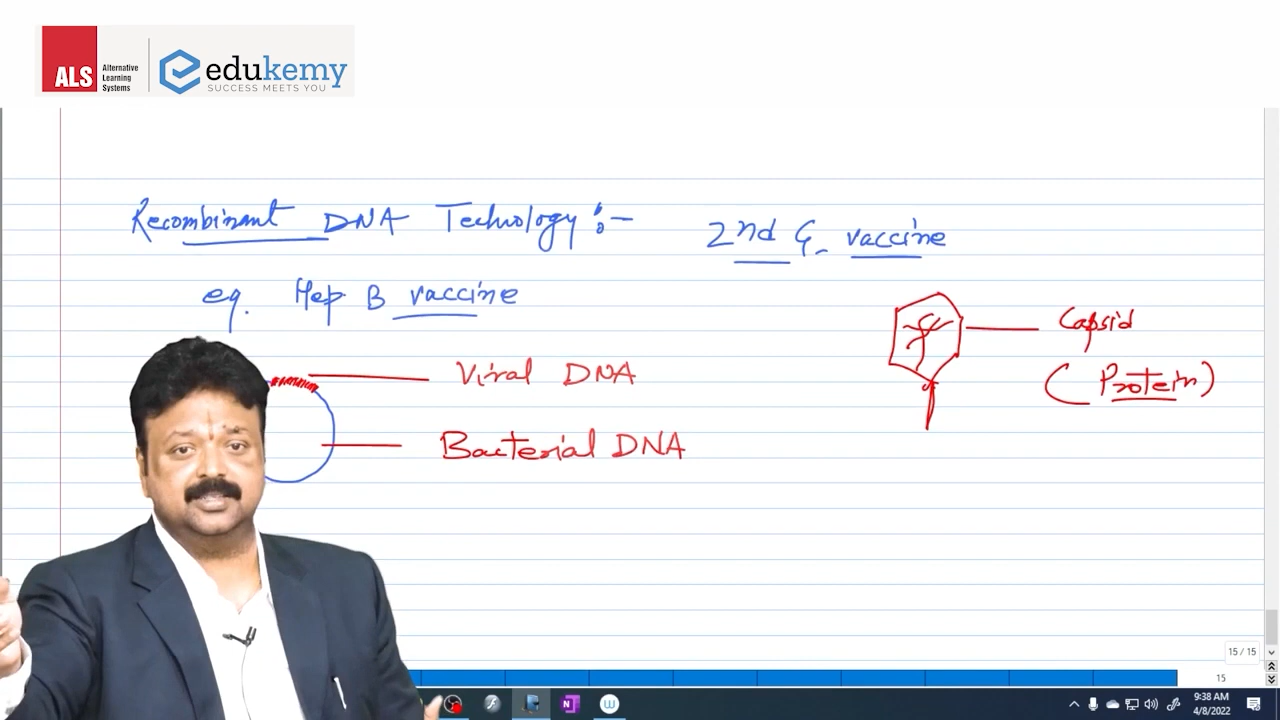 ALS
Alternative
Learning
Systems
edukemy
SUCCESS MEETS YOU
Recombinant DNA Technology :-
2nd G. vaccine
eg. Hep B vaccine
Capsid
(Protein)
Viral DNA
Bacterial DNA
15 / 15
15
9:38 AM
4/8/2022